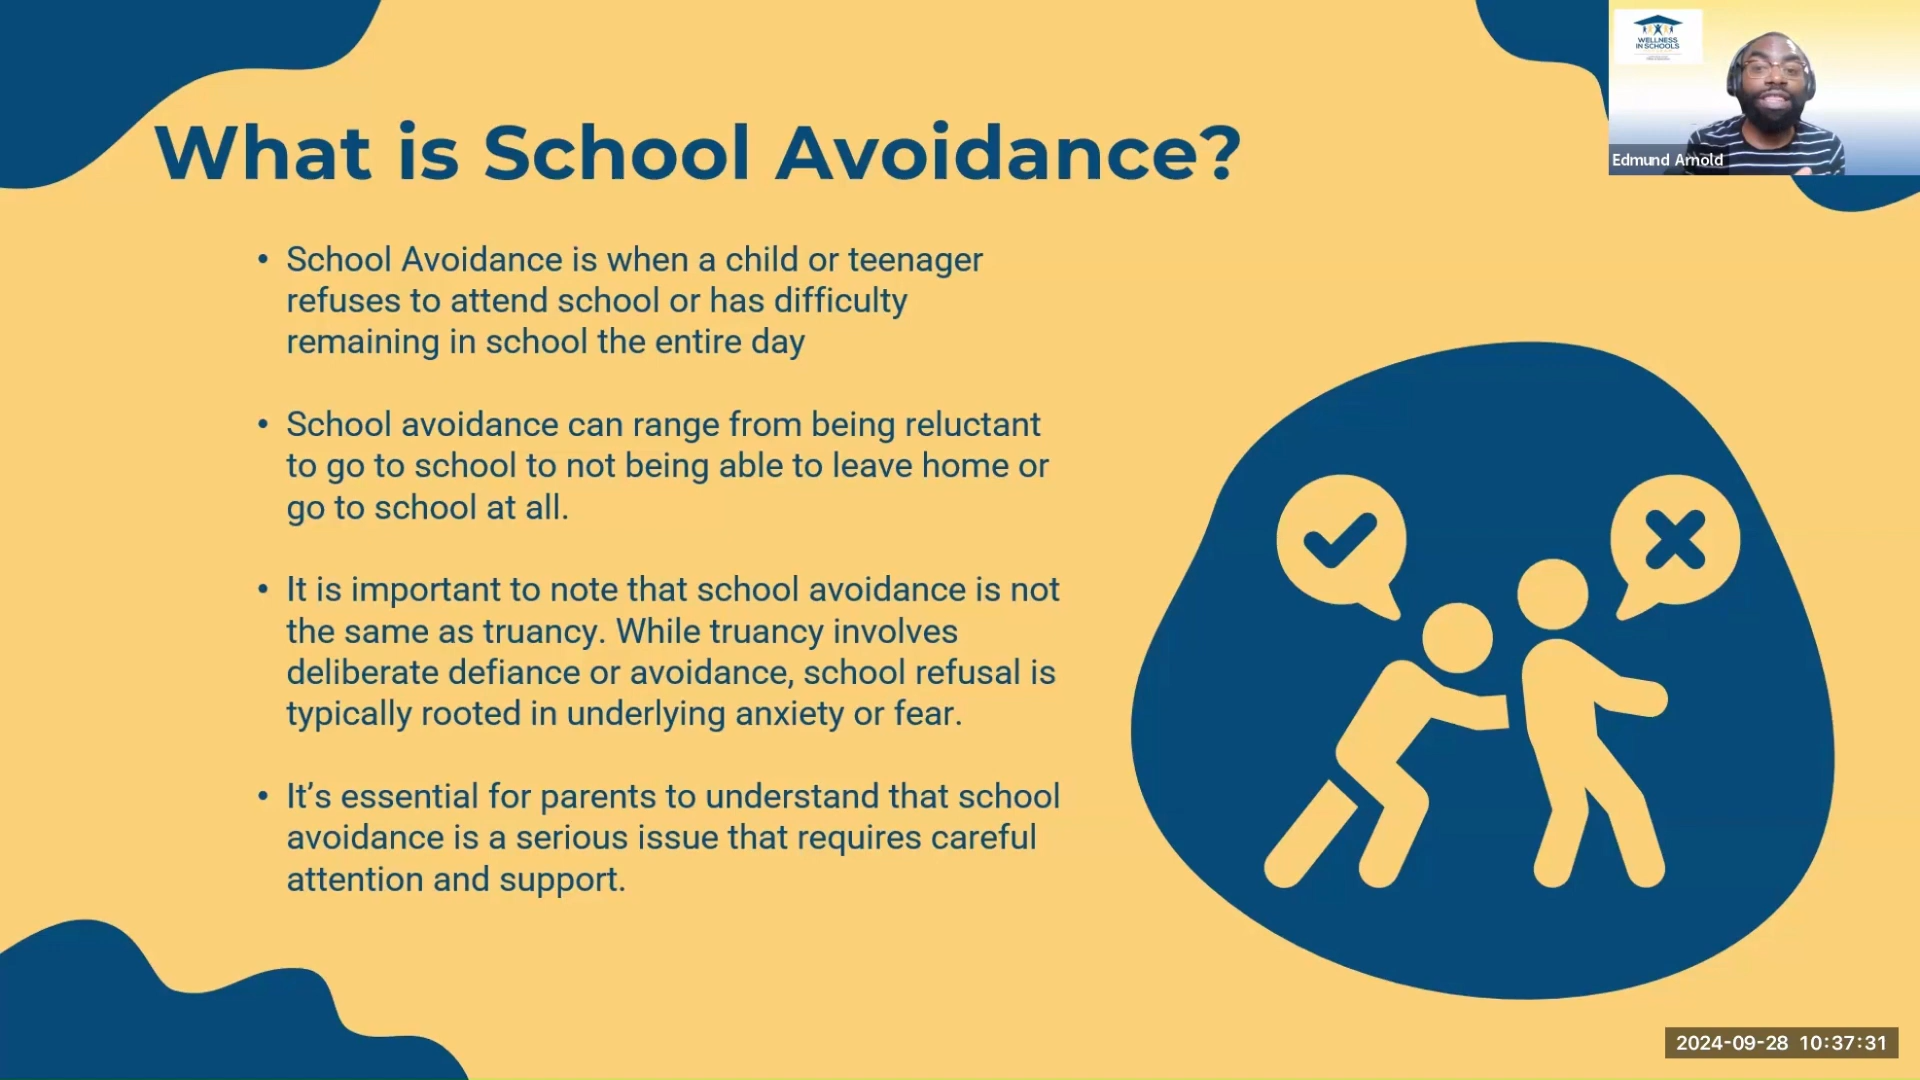 What is School Avoidance?
• School Avoidance is when a child or teenager
refuses to attend school or has difficulty
remaining in school the entire day
• School avoidance can range from being reluctant
to go to school to not being able to leave home or
go to school at all.
• It is important to note that school avoidance is not
the same as truancy. While truancy involves
deliberate defiance or avoidance, school refusal is
typically rooted in underlying anxiety or fear.
• It’s essential for parents to understand that school
avoidance is a serious issue that requires careful
attention and support.
WELLNESS
IN SCHOOLS
Edmund Arnold
2024-09-28 10:37:31